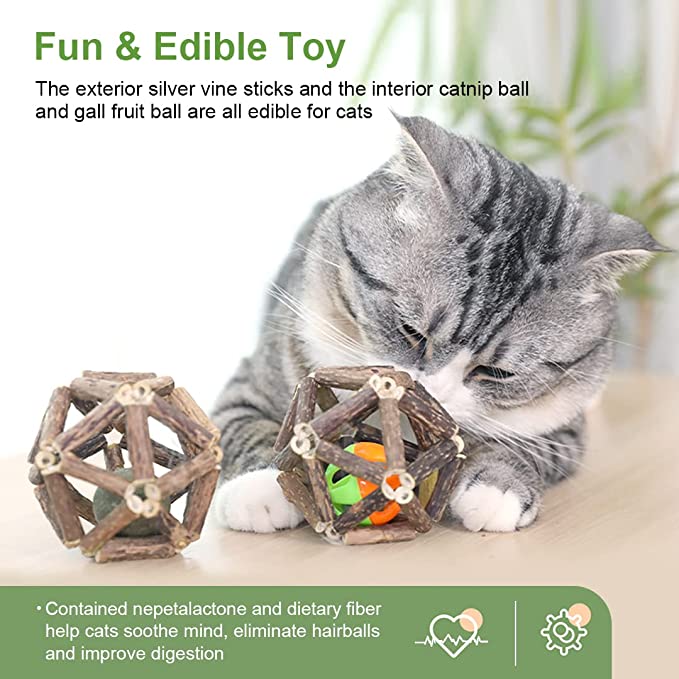 Fun & Edible Toy
The exterior silver vine sticks and the interior catnip ball
and gall fruit ball are all edible for cats
• Contained nepetalactone and dietary fiber
help cats soothe mind, eliminate hairballs
and improve digestion